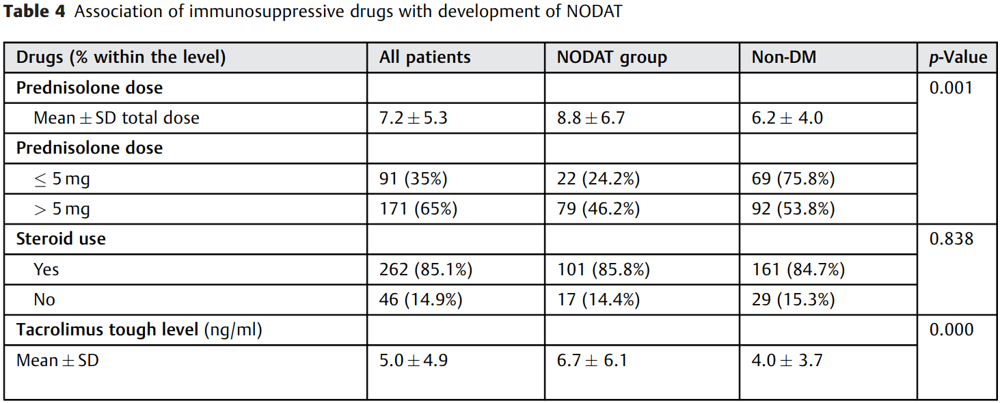 Table 4 Association of immunosuppressive drugs with development of NODAT
Drugs (% within the level) All patients NODAT group Non-DM p-Value
Prednisolone dose 0.001
Mean ± SD total dose 7.2 ± 5.3 8.8 ± 6.7 6.2 ± 4.0
Prednisolone dose
≤ 5 mg 91 (35%) 22 (24.2%) 69 (75.8%)
> 5 mg 171 (65%) 79 (46.2%) 92 (53.8%)
Steroid use 0.838
Yes 262 (85.1%) 101 (85.8%) 161 (84.7%)
No 46 (14.9%) 17 (14.4%) 29 (15.3%)
Tacrolimus tough level (ng/ml) 0.000
Mean ± SD 5.0 ± 4.9 6.7 ± 6.1 4.0 ± 3.7